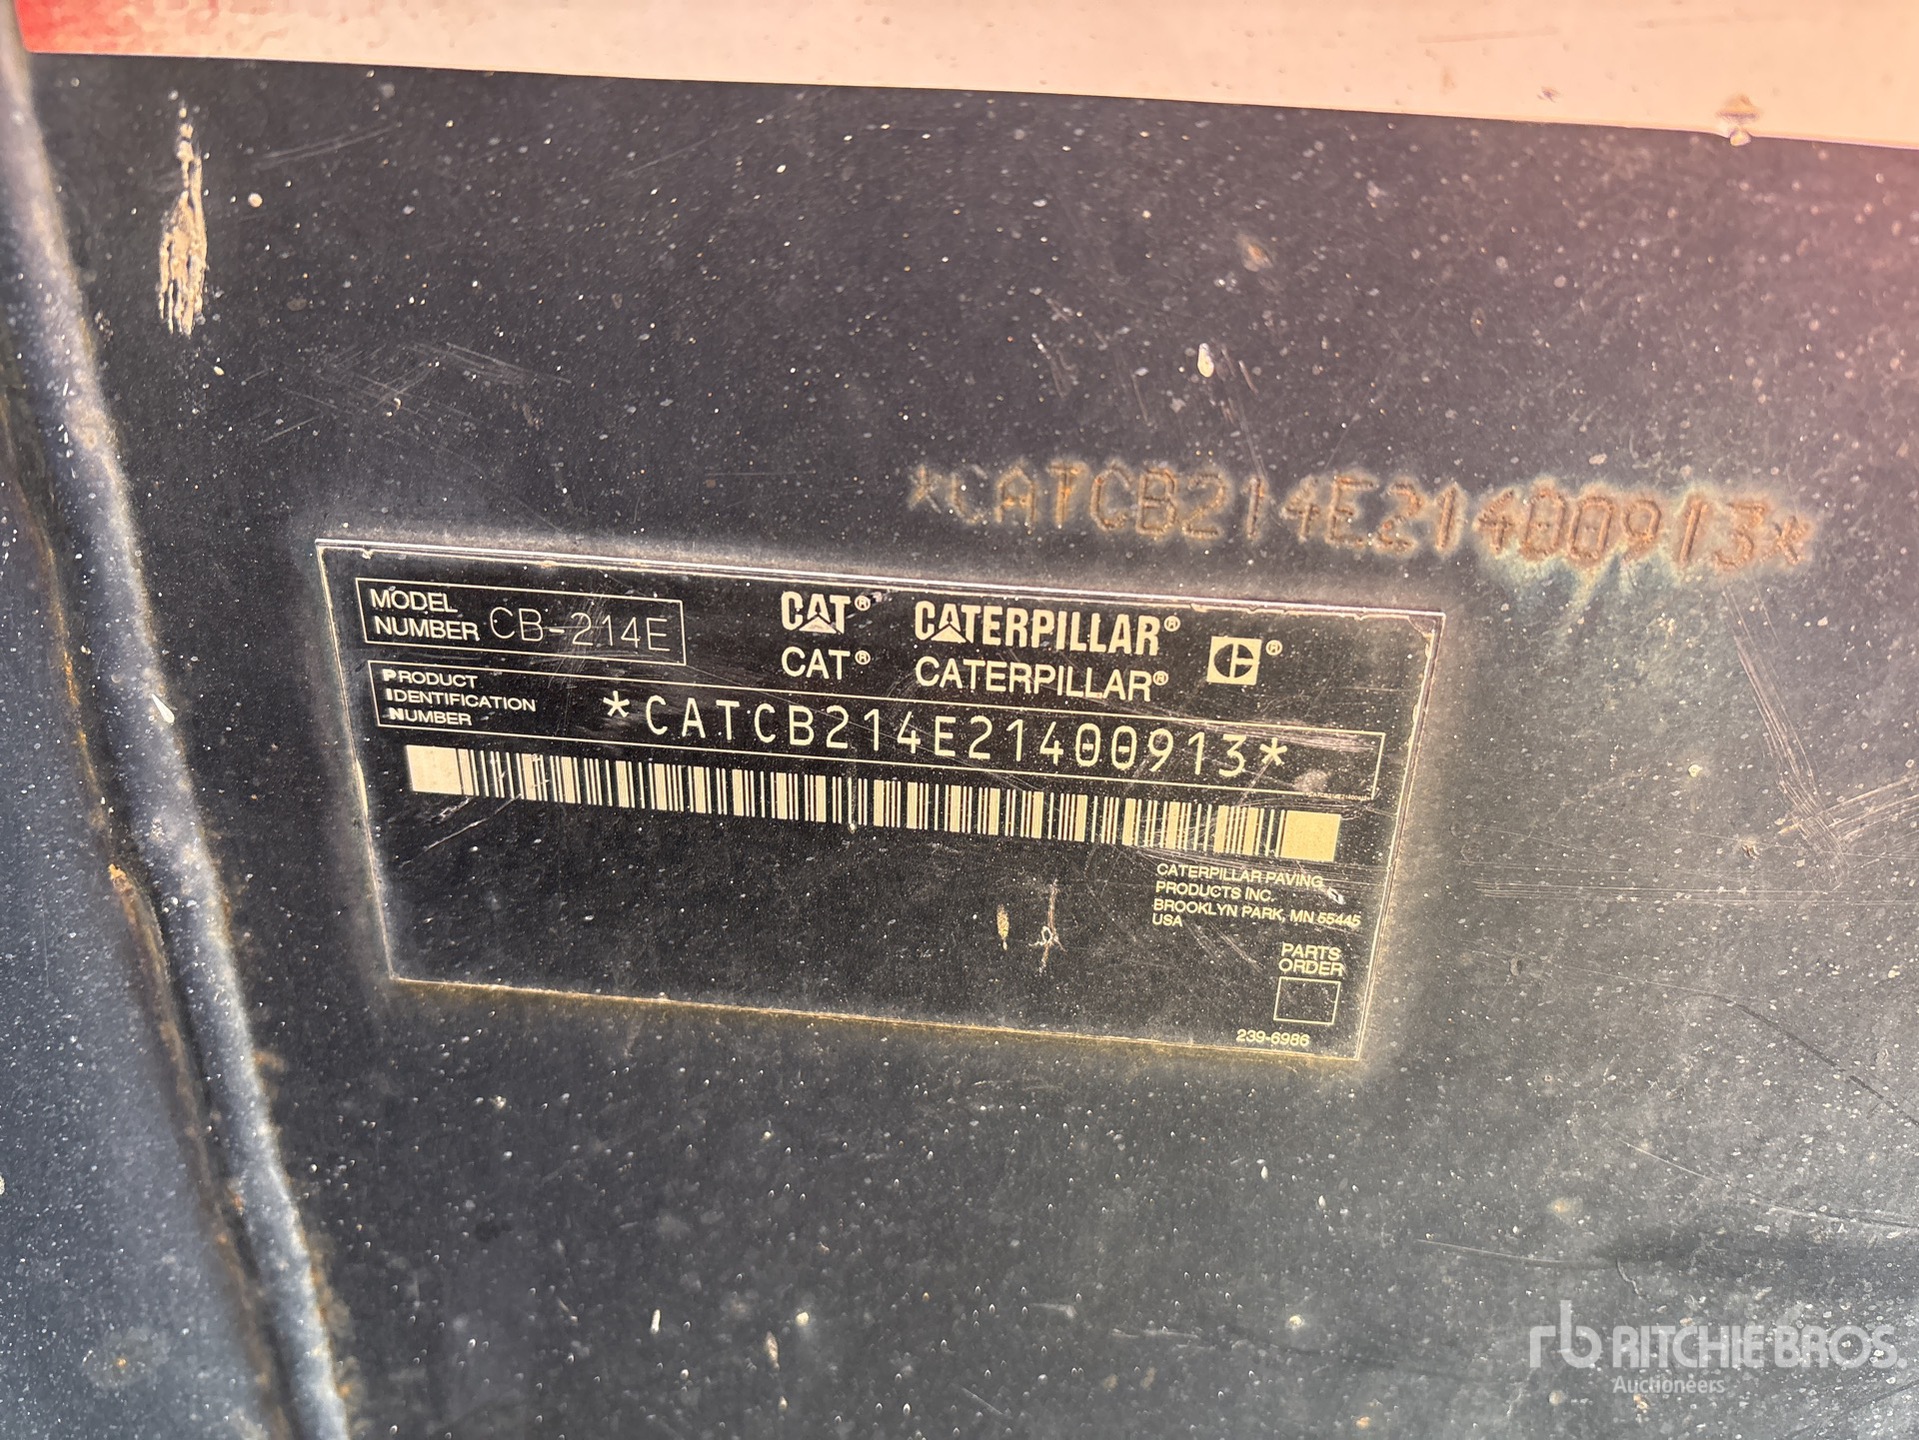 *CATCB214E21400913*
MODEL
NUMBER CB-214E
CAT® CATERPILLAR® ®
CAT® CATERPILLAR®
PRODUCT
IDENTIFICATION
NUMBER
*CATCB214E21400913*
CATERPILLAR PAVING
PRODUCTS INC.
BROOKLYN PARK, MN 55445
USA
PARTS
ORDER
239-6986
rb RITCHIE BROS.
Auctioneers